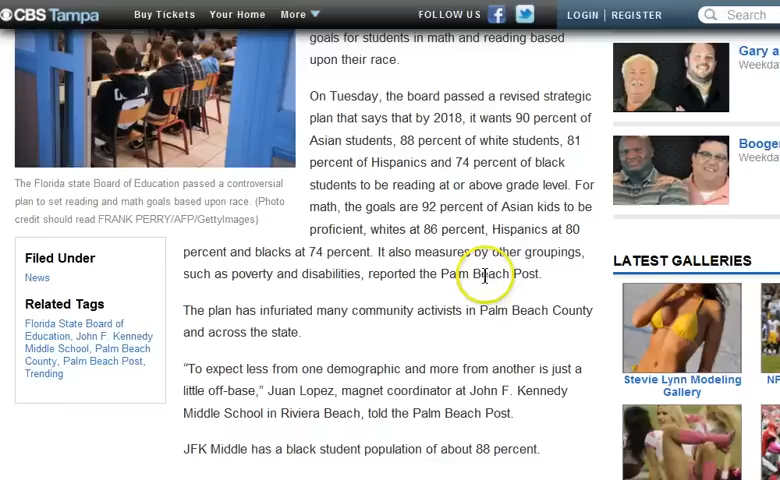 CBS Tampa
Buy Tickets
Your Home
More
FOLLOW US
LOGIN | REGISTER
Search
goals for students in math and reading based
upon their race.
On Tuesday, the board passed a revised strategic
plan that says that by 2018, it wants 90 percent of
Asian students, 88 percent of white students, 81
percent of Hispanics and 74 percent of black
students to be reading at or above grade level. For
math, the goals are 92 percent of Asian kids to be
proficient, whites at 86 percent, Hispanics at 80
percent and blacks at 74 percent. It also measures by other groupings,
such as poverty and disabilities, reported the Palm Beach Post.
The plan has infuriated many community activists in Palm Beach County
and across the state.
“To expect less from one demographic and more from another is just a
little off-base,” Juan Lopez, magnet coordinator at John F. Kennedy
Middle School in Riviera Beach, told the Palm Beach Post.
JFK Middle has a black student population of about 88 percent.
The Florida state Board of Education passed a controversial
plan to set reading and math goals based upon race. (Photo
credit should read FRANK PERRY/AFP/GettyImages)
Filed Under
News
Related Tags
Florida State Board of
Education, John F. Kennedy
Middle School, Palm Beach
County, Palm Beach Post,
Trending
Gary a
Weekda
Booger
Weekda
LATEST GALLERIES
Stevie Lynn Modeling
Gallery
NF